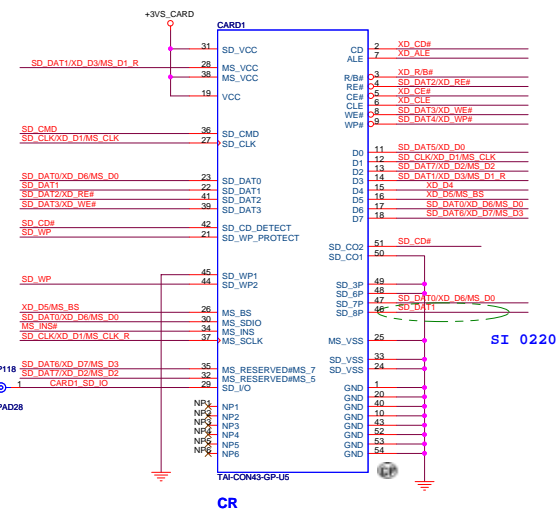 +3VS_CARD
CARD1
31 SD_VCC
CD 2 XD_CD#
ALE 7 XD_ALE
SD_DAT1/XD_D3/MS_D1_R 28 MS_VCC
38 MS_VCC
R/B# 3 XD_R/B#
RE# 4 SD_DAT2/XD_RE#
19 VCC
CE# 5 XD_CE#
CLE 6 XD_CLE
WE# 8 SD_DAT3/XD_WE#
WP# 9 SD_DAT4/XD_WP#
SD_CMD 36 SD_CMD
SD_CLK/XD_D1/MS_CLK 27 SD_CLK
D0 11 SD_DAT5/XD_D0
D1 12 SD_CLK/XD_D1/MS_CLK
D2 13 SD_DAT7/XD_D2/MS_D2
D3 14 SD_DAT1/XD_D3/MS_D1_R
SD_DAT0/XD_D6/MS_D0 23 SD_DAT0
D4 15 XD_D4
SD_DAT1 22 SD_DAT1
D5 16 XD_D5/MS_BS
SD_DAT2/XD_RE# 41 SD_DAT2
D6 17 SD_DAT0/XD_D6/MS_D0
SD_DAT3/XD_WE# 39 SD_DAT3
D7 18 SD_DAT6/XD_D7/MS_D3
SD_CD# 42 SD_CD_DETECT
SD_WP 21 SD_WP_PROTECT
SD_CO2 51 SD_CD#
SD_CO1 50
45 SD_WP1
SD_WP 44 SD_WP2
SD_3P 49
SD_6P 48
SD_7P 47 SD_DAT0/XD_D6/MS_D0
SD_8P 46 SD_DAT1
XD_D5/MS_BS 26 MS_BS
SD_DAT0/XD_D6/MS_D0 30 MS_SDIO
MS_INS# 34 MS_INS
SD_CLK/XD_D1/MS_CLK_R 37 MS_SCLK
MS_VSS 25
SI 0220
SD_VSS 33
SD_VSS 24
P118
SD_DAT6/XD_D7/MS_D3 35 MS_RESERVED#MS_7
SD_DAT7/XD_D2/MS_D2 32 MS_RESERVED#MS_5
1 CARD1_SD_IO 29 SD_I/O
GND 1
GND 20
PAD28
NP1 NP1
GND 40
NP2 NP2
GND 10
NP3 NP3
GND 43
NP4 NP4
GND 52
NP5 NP5
GND 53
NP6 NP6
GND 54
TAI-CON43-GP-U5
CR